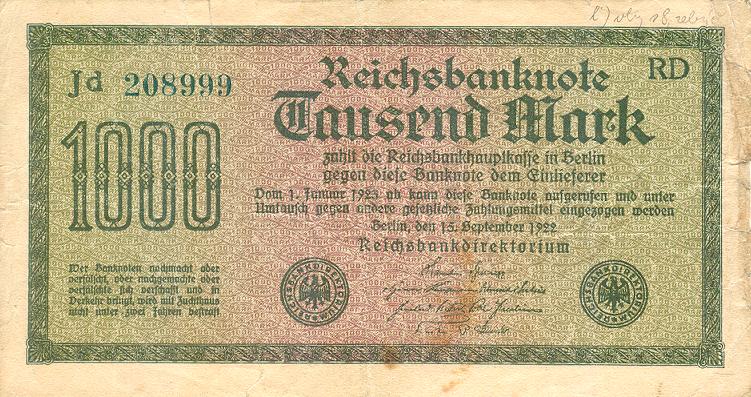 Jd 208999
RD
1000
Reichsbanknote
Tausend Mark
zahlt die Reichsbankhauptkasse in Berlin
gegen diese Banknote dem Einlieferer
Vom 1. Januar 1923 ab kann diese Banknote aufgerufen und unter
Umtausch gegen andere gesetzliche Zahlungsmittel eingezogen werden
Berlin, den 15. September 1922
Reichsbankdirektorium
Wer Banknoten nachmacht oder
verfälscht, oder nachgemachte oder
verfälschte sich verschafft und in
Verkehr bringt, wird mit Zuchthaus
nicht unter zwei Jahren bestraft
REICHSBANKDIREKTORIUM
REICHSBANKDIREKTORIUM